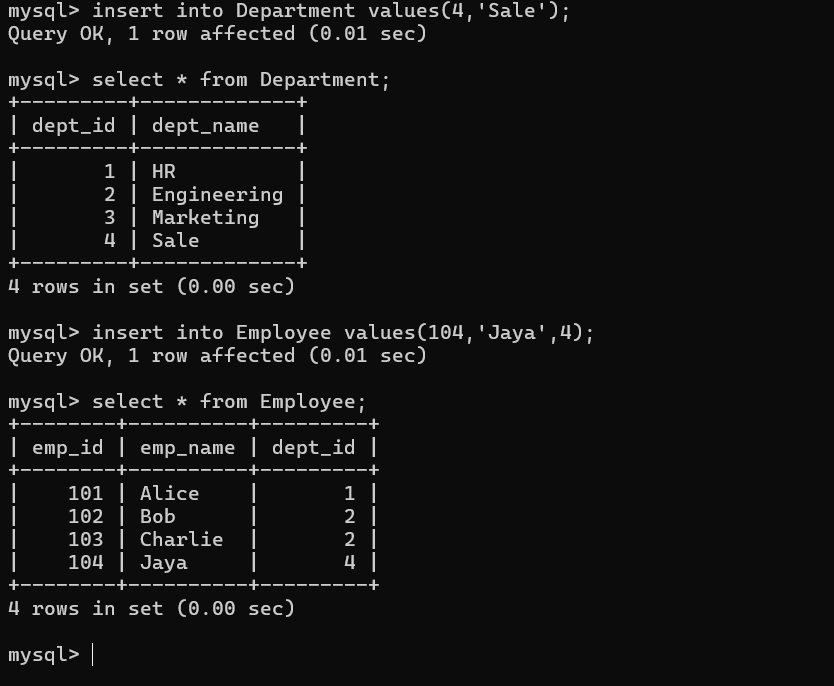 mysql> insert into Department values(4,'Sale');
Query OK, 1 row affected (0.01 sec)

mysql> select * from Department;
+---------+-------------+
| dept_id | dept_name   |
+---------+-------------+
|       1 | HR          |
|       2 | Engineering |
|       3 | Marketing   |
|       4 | Sale        |
+---------+-------------+
4 rows in set (0.00 sec)

mysql> insert into Employee values(104,'Jaya',4);
Query OK, 1 row affected (0.01 sec)

mysql> select * from Employee;
+--------+----------+---------+
| emp_id | emp_name | dept_id |
+--------+----------+---------+
|    101 | Alice    |       1 |
|    102 | Bob      |       2 |
|    103 | Charlie  |       2 |
|    104 | Jaya     |       4 |
+--------+----------+---------+
4 rows in set (0.00 sec)

mysql>